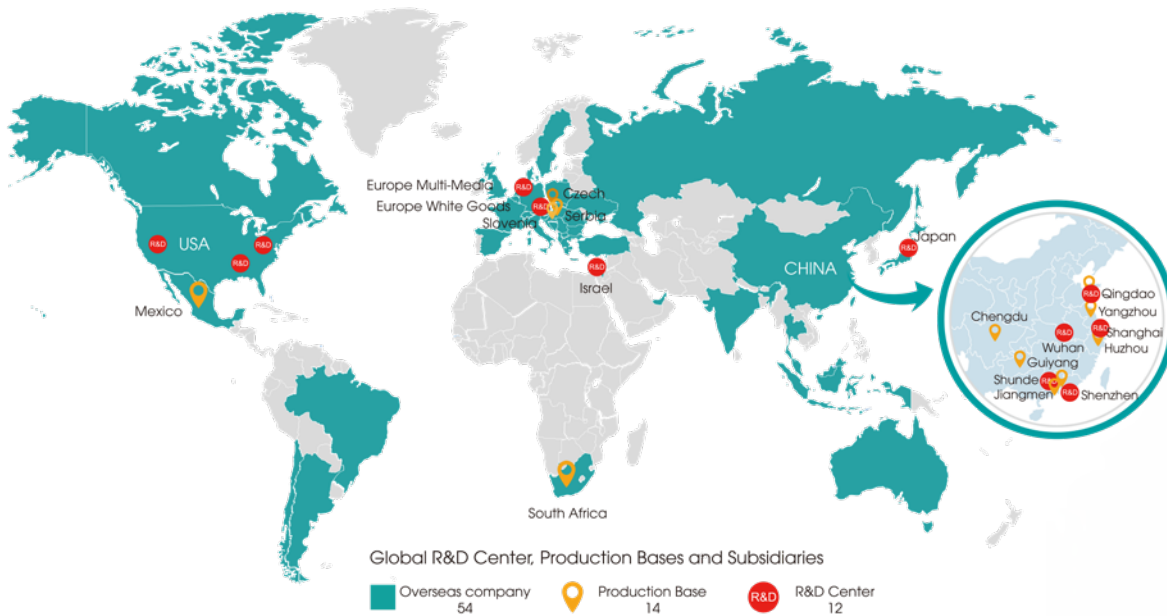 Europe Multi-Media
R&D
Czech
Europe White Goods
R&D
Slovenia
Serbia
R&D
USA
R&D
R&D
Japan
R&D
CHINA
R&D
Israel
Mexico
R&D
Qingdao
Yangzhou
Chengdu
R&D
Shanghai
Wuhan
Huzhou
Guiyang
Shunde
R&D
Jiangmen
R&D
Shenzhen
South Africa
Global R&D Center, Production Bases and Subsidiaries
Overseas company
54
Production Base
14
R&D
R&D Center
12